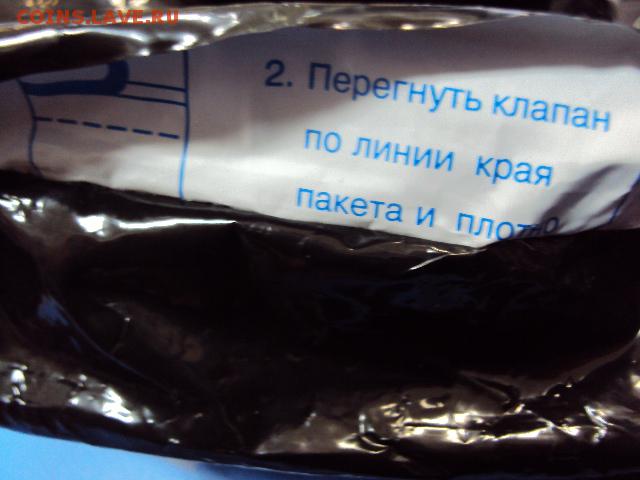 COINS.LAVE.RU
2. Перегнуть клапан
по линии края
пакета и